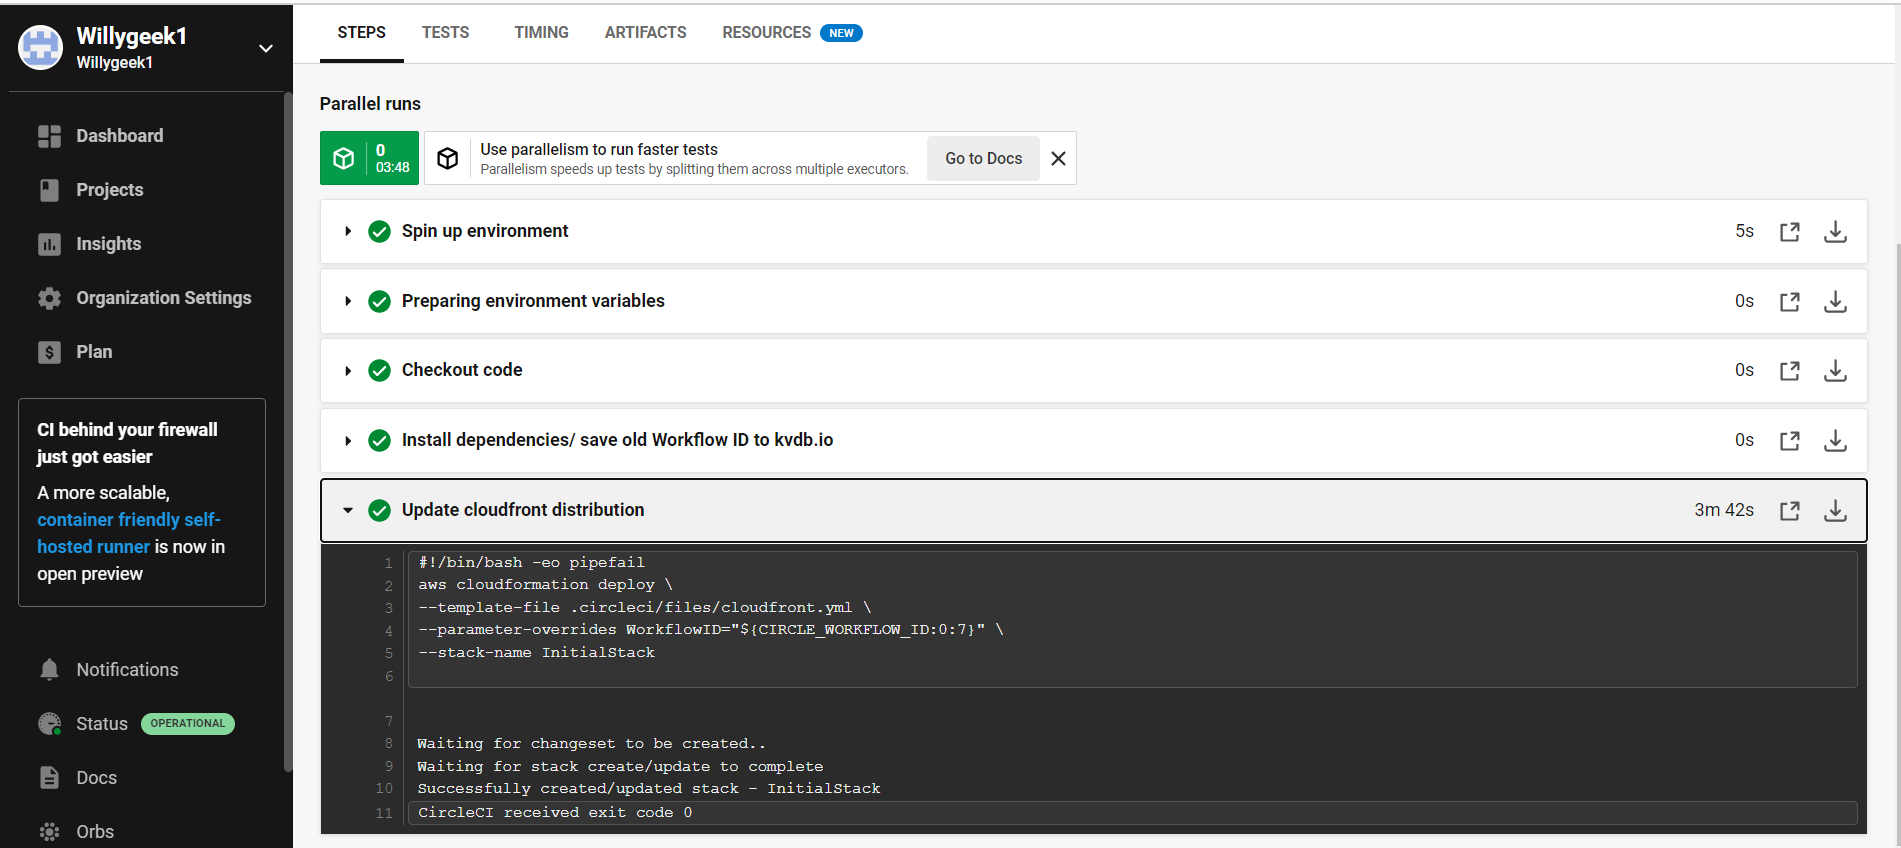 Willygeek1
Willygeek1
Dashboard
Projects
Insights
Organization Settings
$ Plan
CI behind your firewall
just got easier
A more scalable,
container friendly self-
hosted runner is now in
open preview
Notifications
Status OPERATIONAL
Docs
Orbs
STEPS TESTS TIMING ARTIFACTS RESOURCES NEW
Parallel runs
0
03:48
Use parallelism to run faster tests
Parallelism speeds up tests by splitting them across multiple executors.
Go to Docs
Spin up environment 5s
Preparing environment variables 0s
Checkout code 0s
Install dependencies/ save old Workflow ID to kvdb.io 0s
Update cloudfront distribution 3m 42s
1 #!/bin/bash -eo pipefail
2 aws cloudformation deploy \
3 --template-file .circleci/files/cloudfront.yml \
4 --parameter-overrides WorkflowID="${CIRCLE_WORKFLOW_ID:0:7}" \
5 --stack-name InitialStack
6
7
8 Waiting for changeset to be created..
9 Waiting for stack create/update to complete
10 Successfully created/updated stack - InitialStack
11 CircleCI received exit code 0